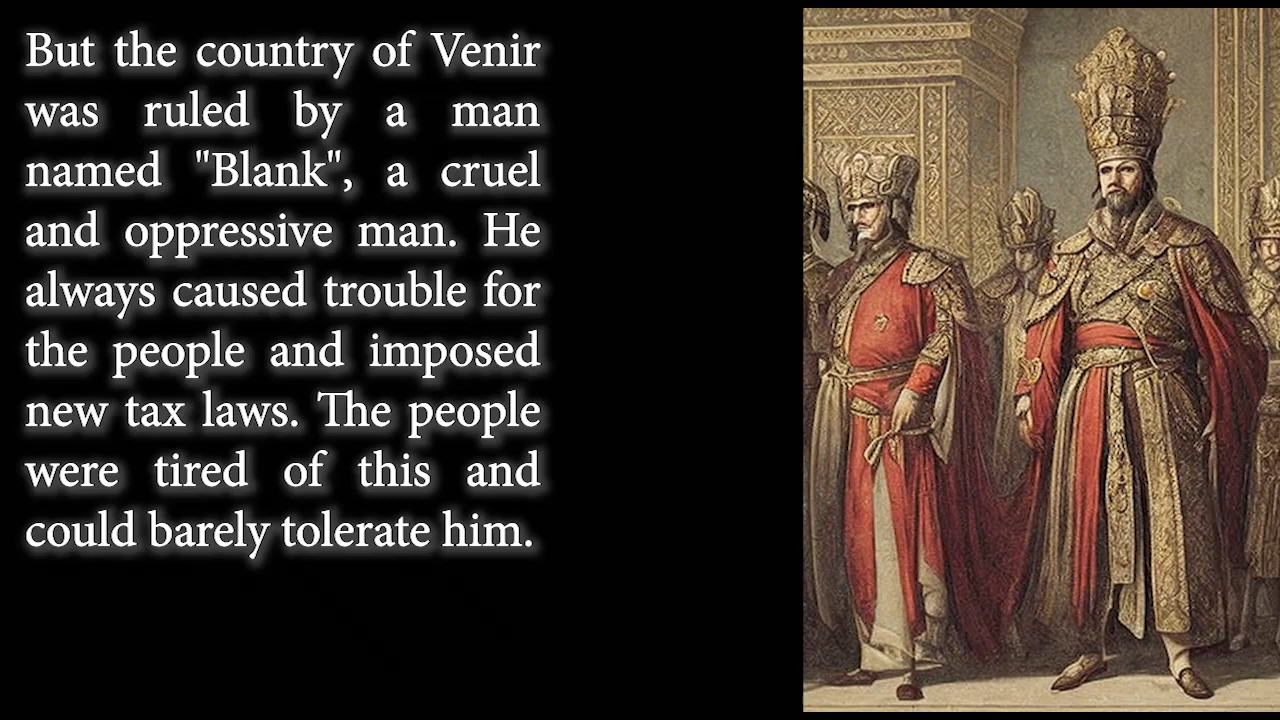 But the country of Venir
was ruled by a man
named "Blank", a cruel
and oppressive man. He
always caused trouble for
the people and imposed
new tax laws. The people
were tired of this and
could barely tolerate him.